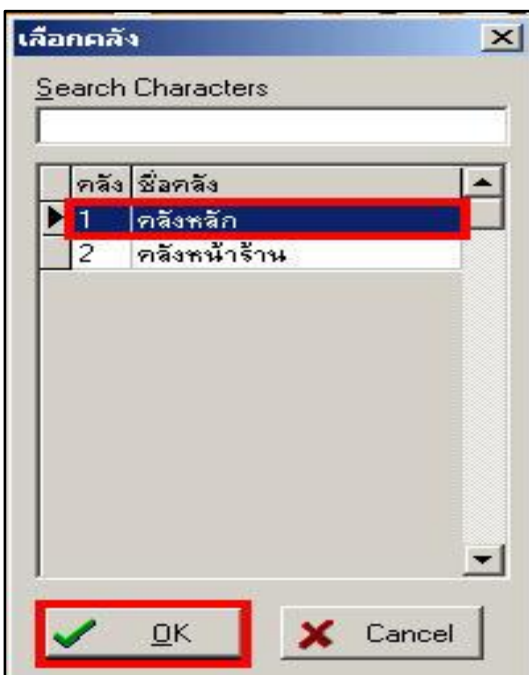 เลือกคลัง
Search Characters
คลัง ชื่อคลัง
1 คลังหลัก
2 คลังหน้าร้าน
OK Cancel